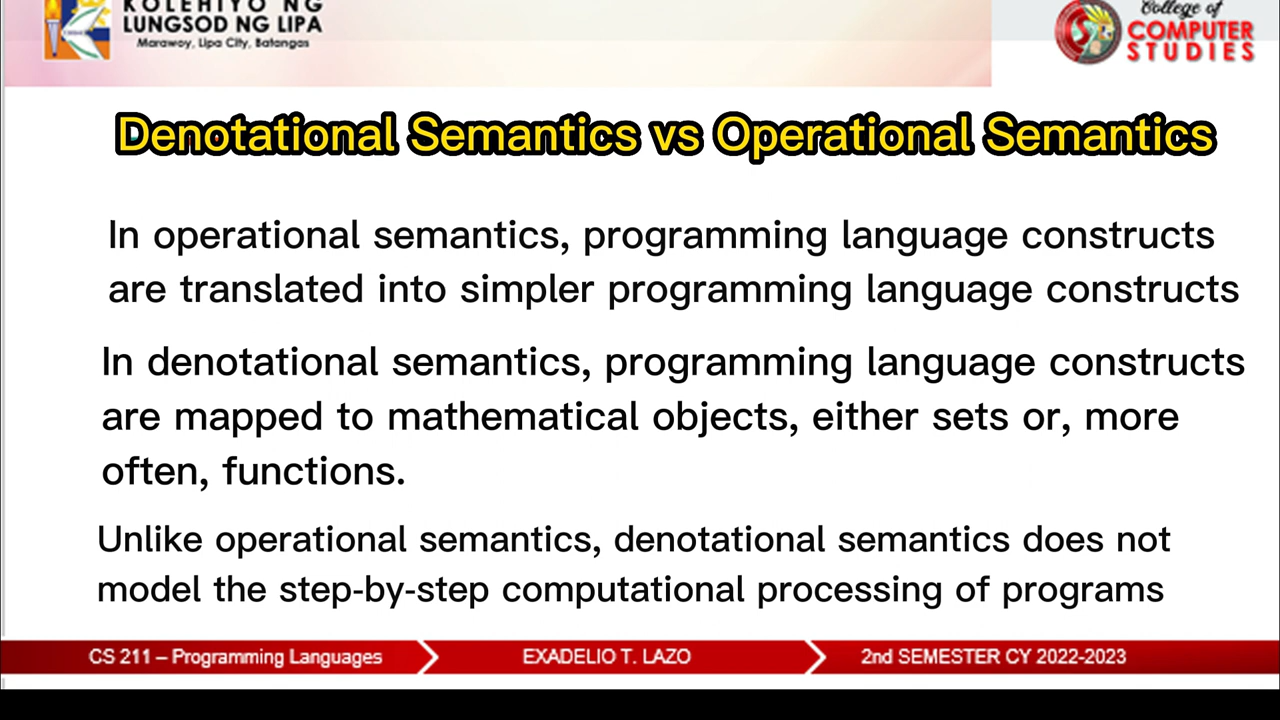 KOLEHIYO NG
LUNGSOD NG LIPA
Marawoy, Lipa City, Batangas
College of
COMPUTER
STUDIES
Denotational Semantics vs Operational Semantics
In operational semantics, programming language constructs
are translated into simpler programming language constructs
In denotational semantics, programming language constructs
are mapped to mathematical objects, either sets or, more
often, functions.
Unlike operational semantics, denotational semantics does not
model the step-by-step computational processing of programs
CS 211 – Programming Languages
EXADELIO T. LAZO
2nd SEMESTER CY 2022-2023